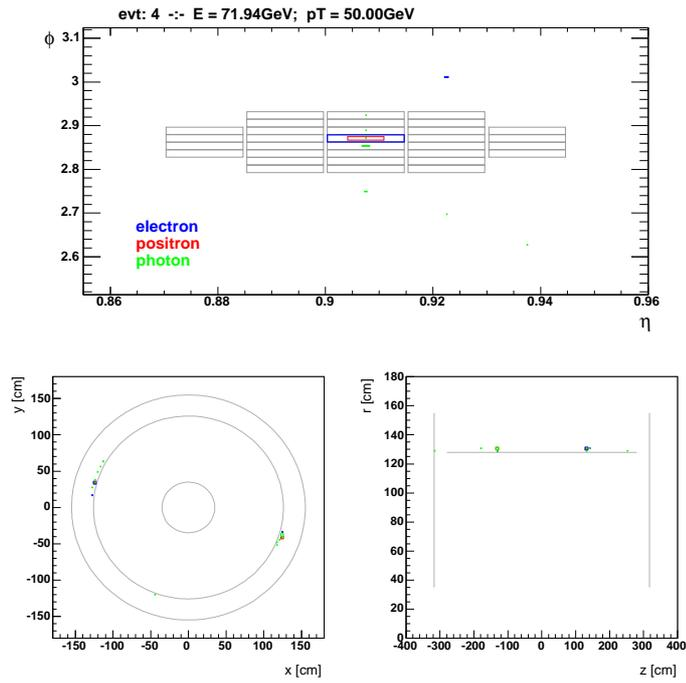 evt: 4 -:- E = 71.94GeV; pT = 50.00GeV
ϕ
3.1
3
2.9
2.8
2.7
2.6
electron
positron
photon
0.86 0.88 0.9 0.92 0.94 0.96
η
y [cm]
150
100
50
0
-50
-100
-150
-150 -100 -50 0 50 100 150
x [cm]
r [cm]
180
160
140
120
100
80
60
40
20
0
-400 -300 -200 -100 0 100 200 300 400
z [cm]